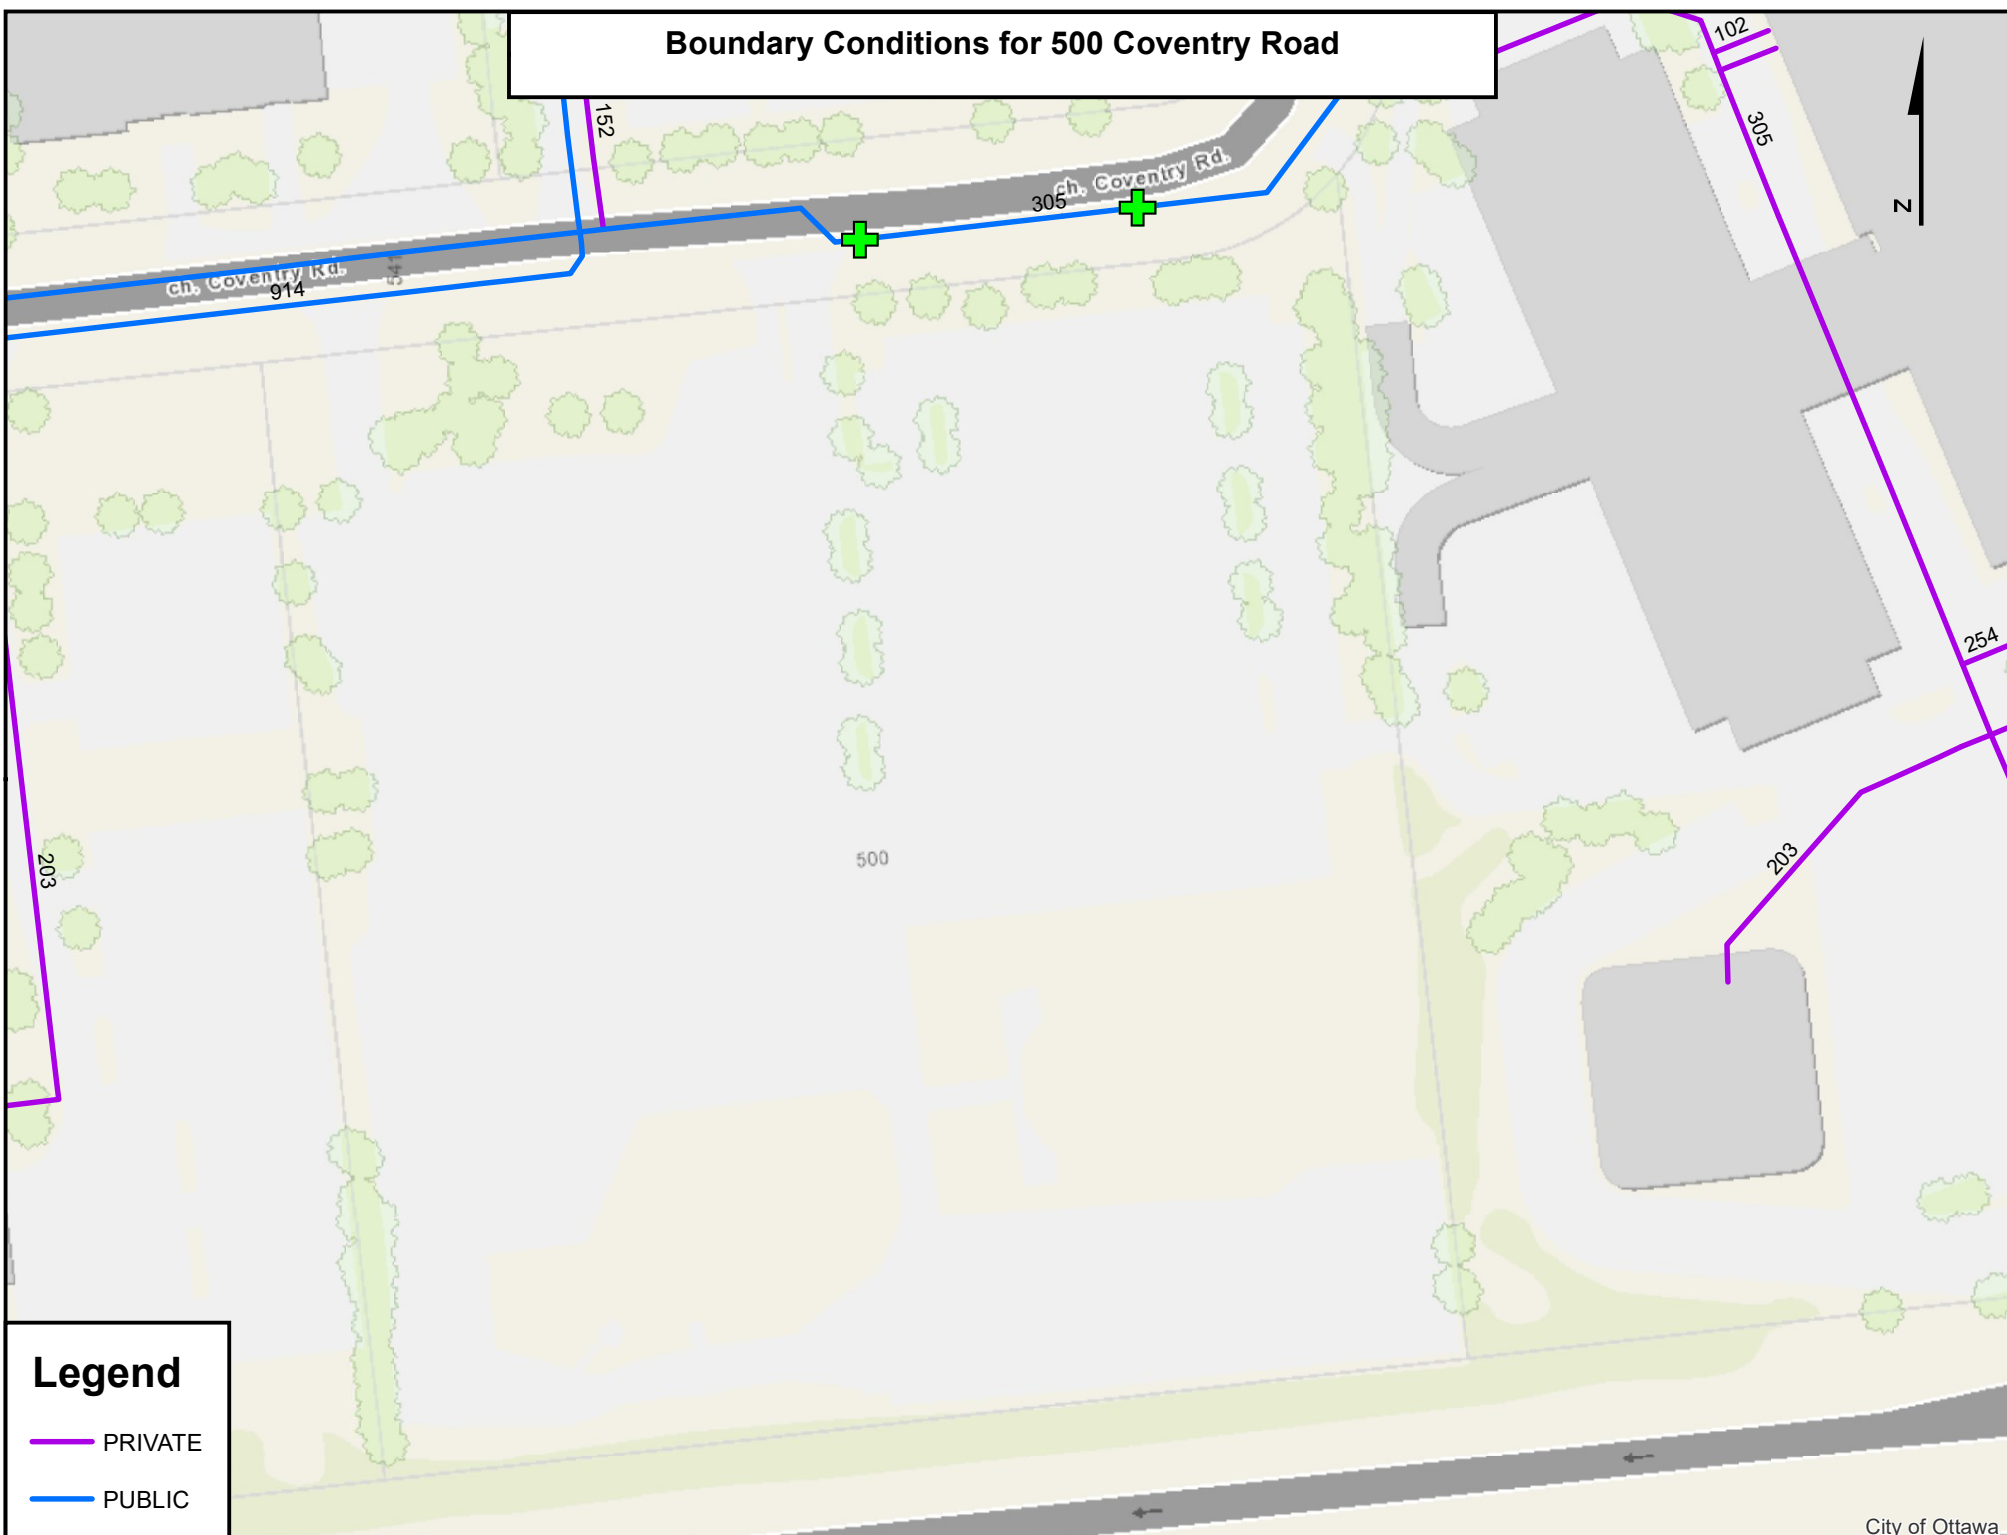 Boundary Conditions for 500 Coventry Road
102
152
305
ch. Coventry Rd.
305
N
ch. Coventry Rd.
541
914
254
500
203
203
Legend
PRIVATE
PUBLIC
City of Ottawa